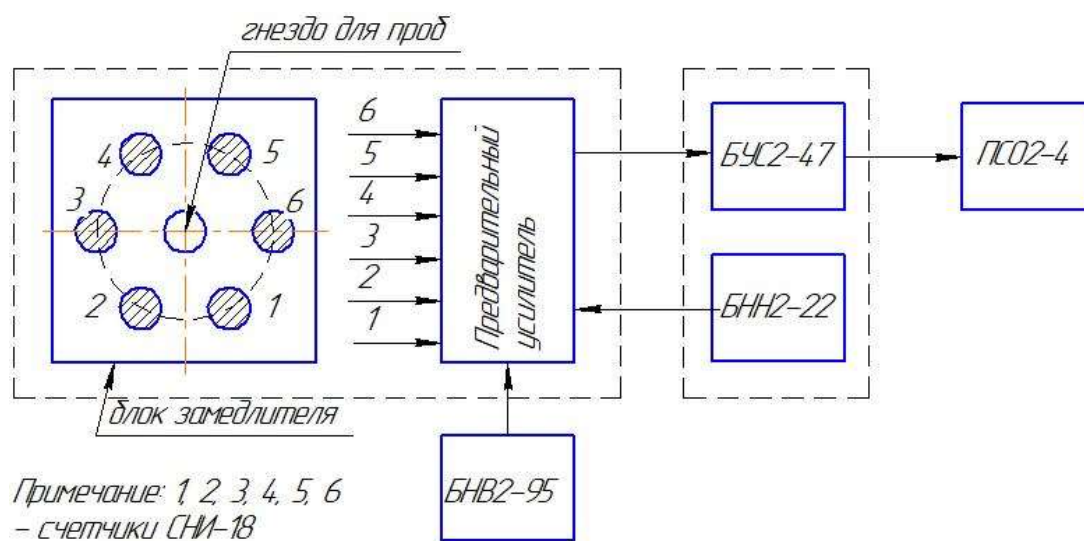 гнездо для проб
4
5
3
6
2
1
6
5
4
3
2
1
Предварительный
усилитель
БУС2-47
ПСО2-4
БНН2-22
блок замедлителя
БНВ2-95
Примечание: 1, 2, 3, 4, 5, 6
- счетчики СНИ-18